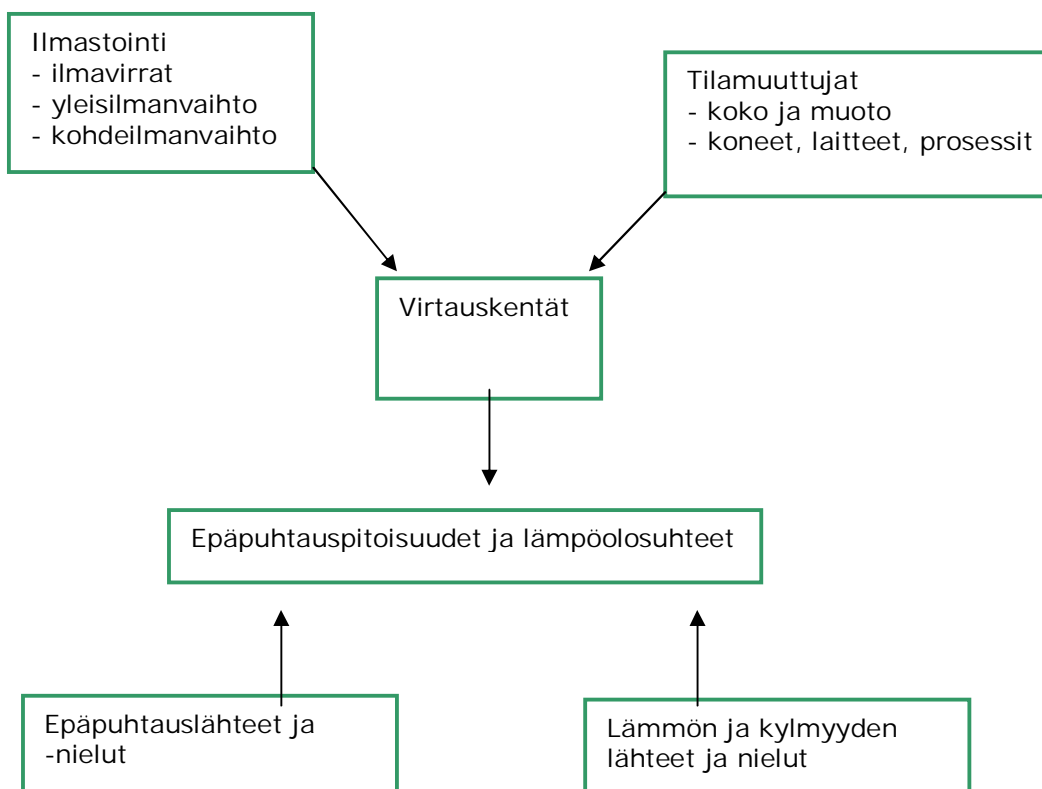 Ilmastointi
- ilmavirrat
- yleisilmanvaihto
- kohdeilmanvaihto
Tilamuuttujat
- koko ja muoto
- koneet, laitteet, prosessit
Virtauskentät
Epäpuhtauspitoisuudet ja lämpöolosuhteet
Epäpuhtauslähteet ja
-nielut
Lämmön ja kylmyyden
lähteet ja nielut